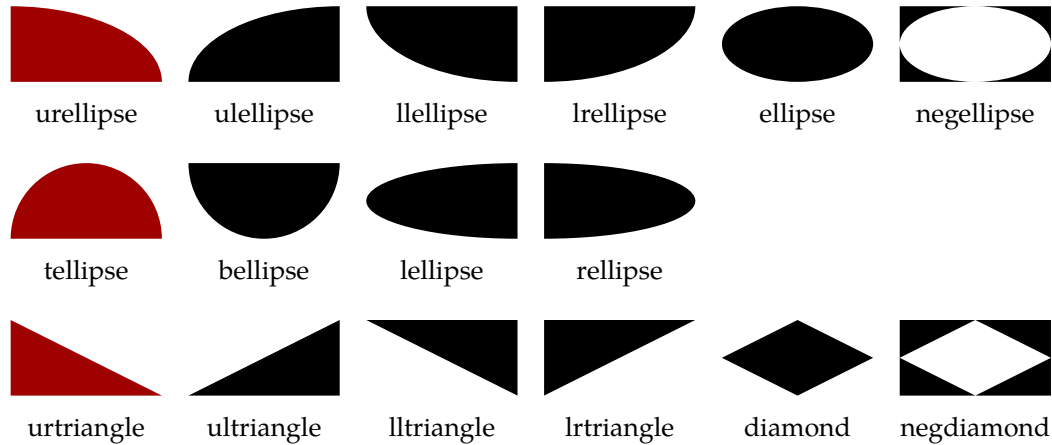 urellipse ulellipse llellipse lrellipse ellipse negellipse
tellipse bellipse lellipse rellipse
urtriangle ultriangle lltriangle lrtriangle diamond negdiamond